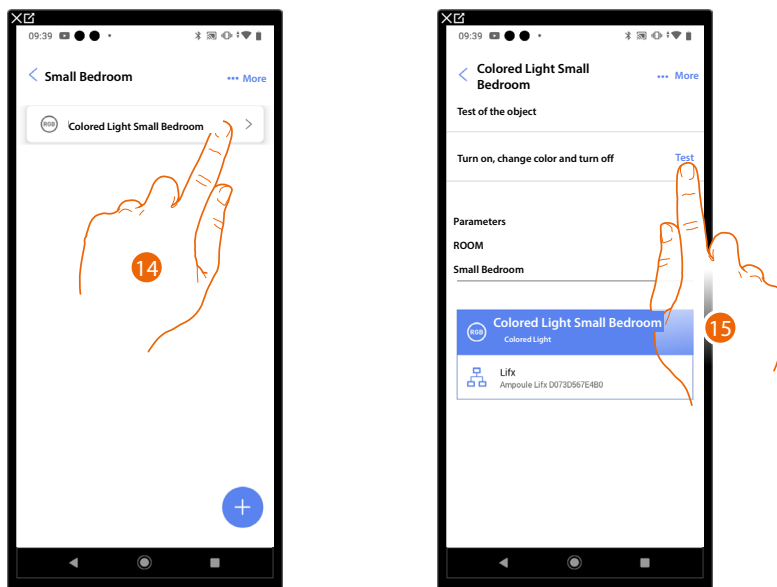 09:39
Small Bedroom
••• More
RGB
Colored Light Small Bedroom
14
09:39
Colored Light Small
Bedroom
••• More
Test of the object
Turn on, change color and turn off
Test
Parameters
ROOM
Small Bedroom
RGB
Colored Light Small Bedroom
Colored Light
Lifx
Ampoule Lifx D073D567E4B0
15